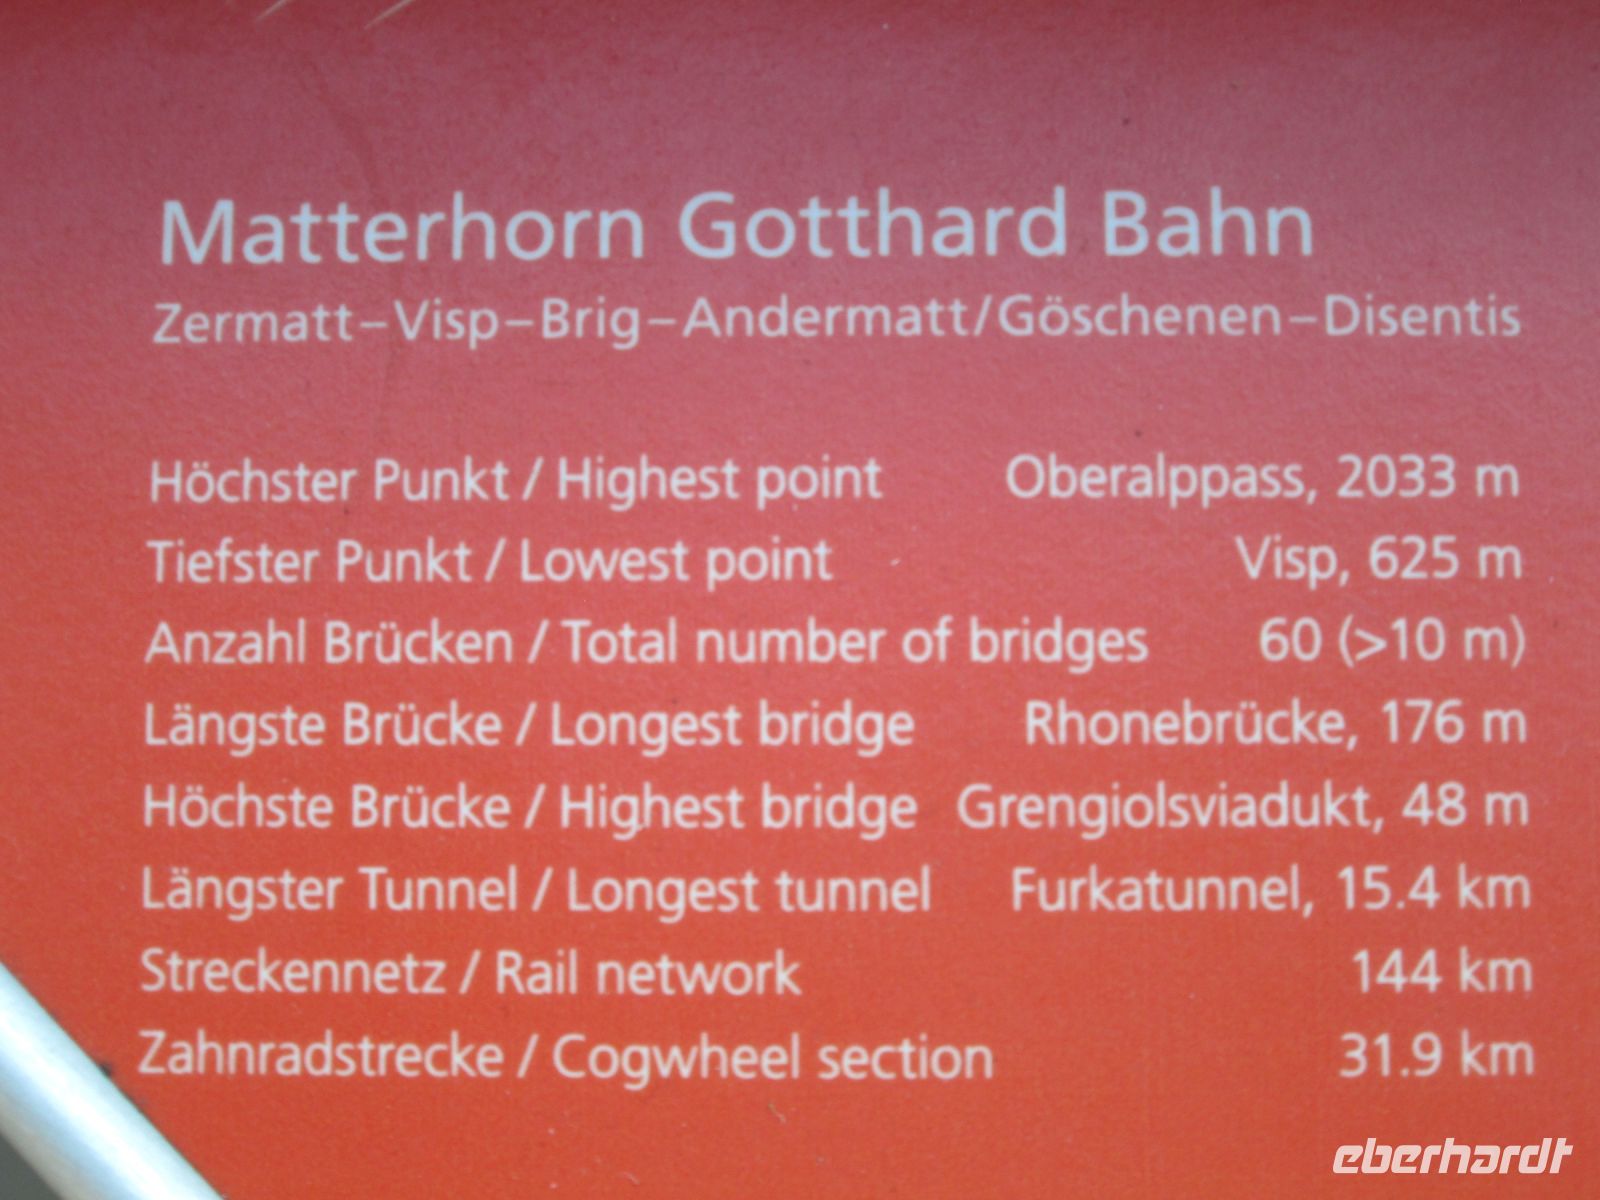 Matterhorn Gotthard Bahn
Zermatt–Visp–Brig–Andermatt/Göschenen–Disentis
Höchster Punkt / Highest point Oberalppass, 2033 m
Tiefster Punkt / Lowest point Visp, 625 m
Anzahl Brücken / Total number of bridges 60 (>10 m)
Längste Brücke / Longest bridge Rhonebrücke, 176 m
Höchste Brücke / Highest bridge Grengiolsviadukt, 48 m
Längster Tunnel / Longest tunnel Furkatunnel, 15.4 km
Streckennetz / Rail network 144 km
Zahnradstrecke / Cogwheel section 31.9 km
eberhardt